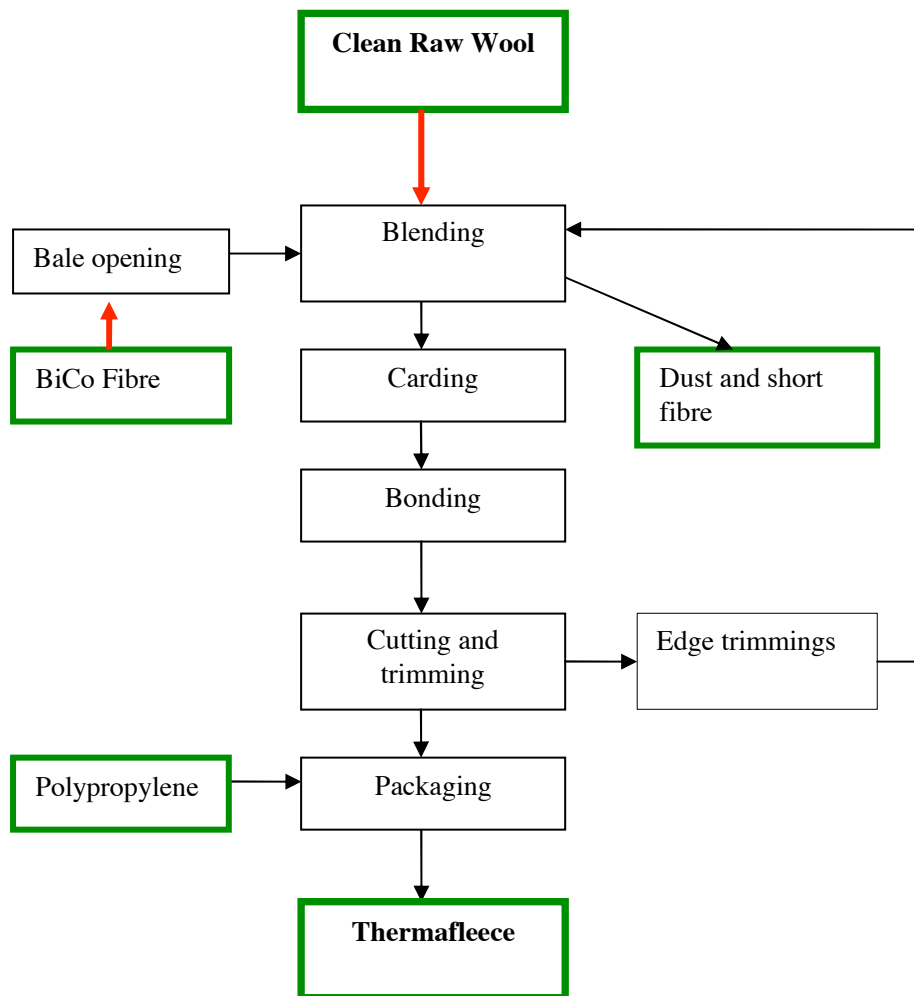 Clean Raw Wool
Blending
Bale opening
BiCo Fibre
Carding
Dust and short
fibre
Bonding
Cutting and
trimming
Edge trimmings
Polypropylene
Packaging
Thermafleece